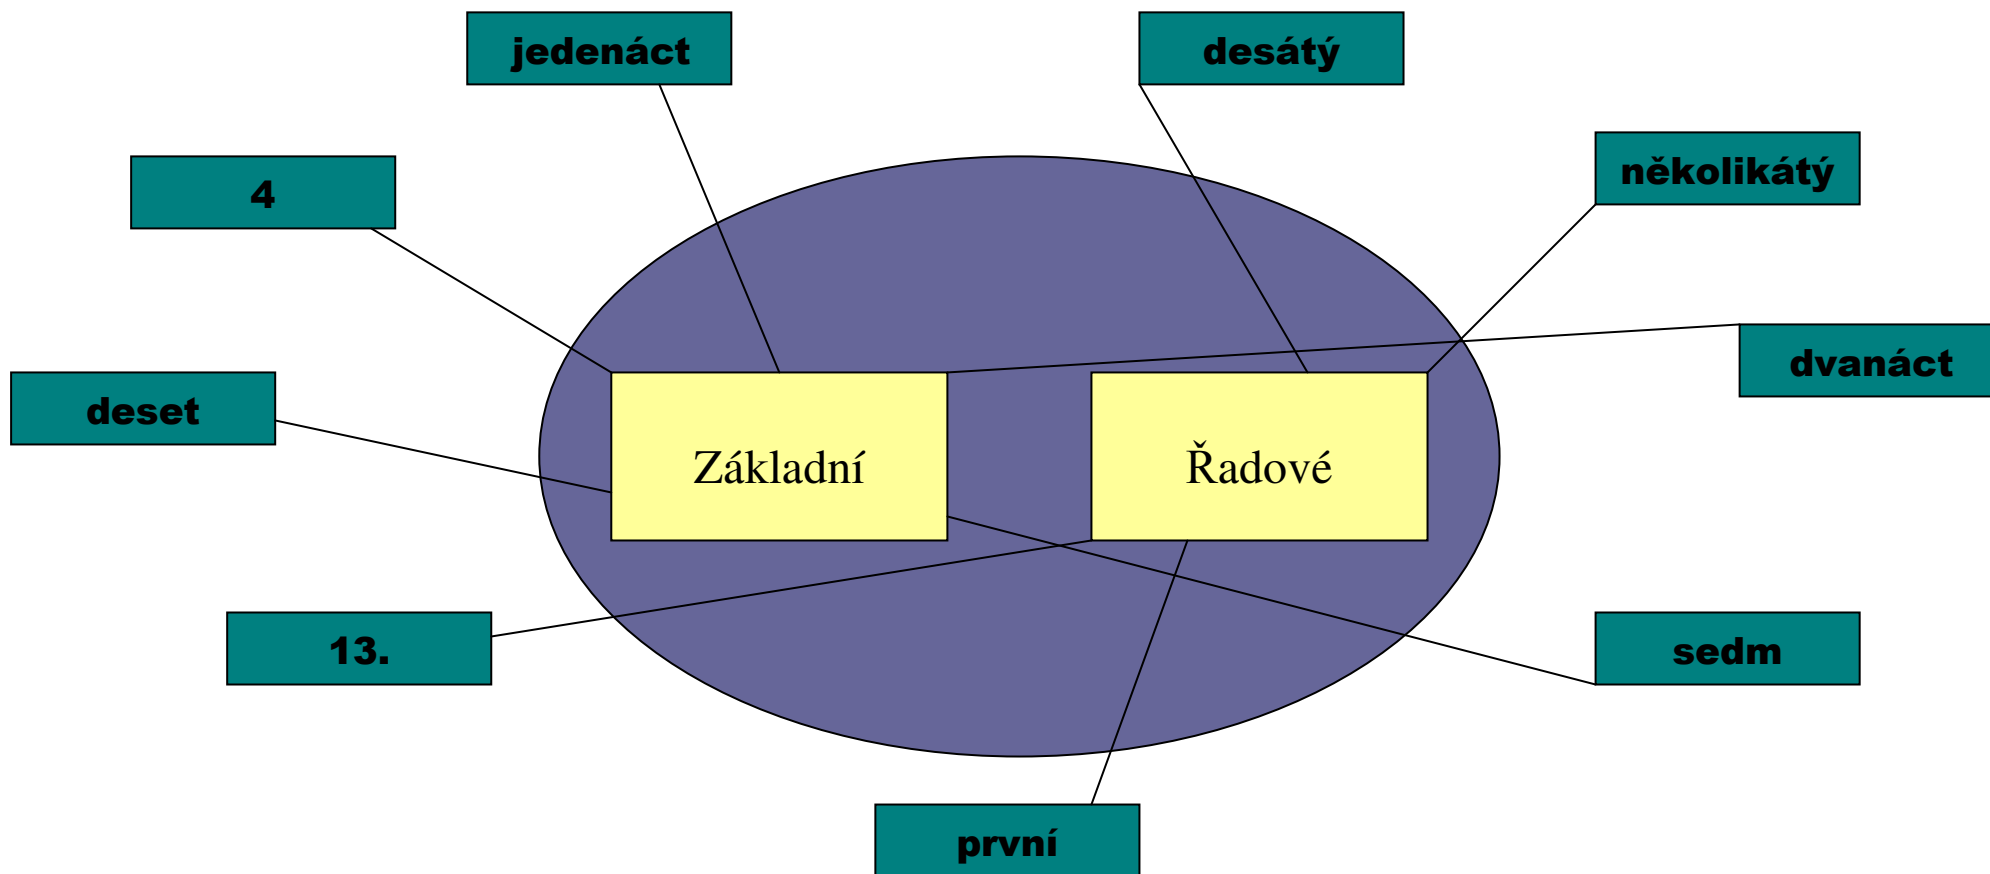 jedenáct
desátý
několikátý
4
dvanáct
deset
Základní
Řadové
13.
sedm
první